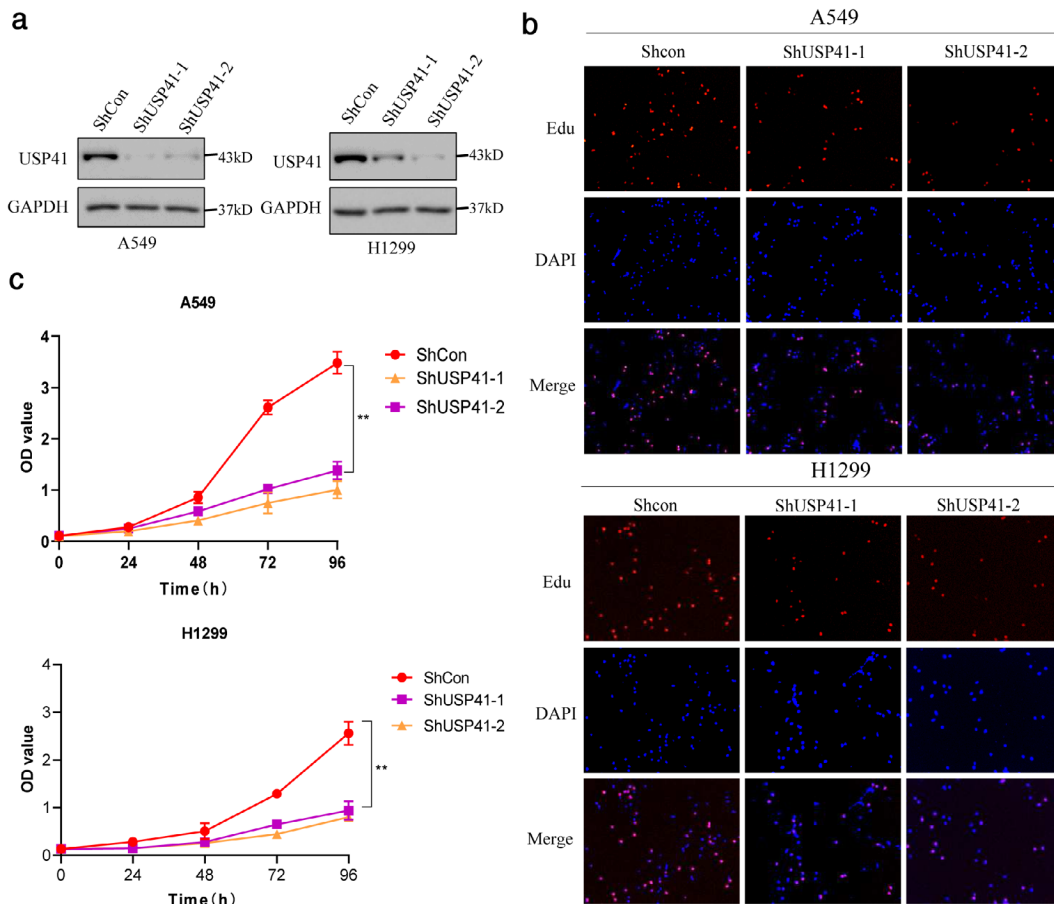 a
ShCon
ShUSP41-1
ShUSP41-2
USP41
43kD
GAPDH
37kD
A549
ShCon
ShUSP41-1
ShUSP41-2
USP41
43kD
GAPDH
37kD
H1299
b
A549
Shcon
ShUSP41-1
ShUSP41-2
Edu
DAPI
Merge
H1299
Shcon
ShUSP41-1
ShUSP41-2
Edu
DAPI
Merge
c
A549
OD value
4
3
2
1
0
0 24 48 72 96
Time(h)
ShCon
ShUSP41-1
ShUSP41-2
**
H1299
OD value
4
3
2
1
0
0 24 48 72 96
Time(h)
ShCon
ShUSP41-1
ShUSP41-2
**